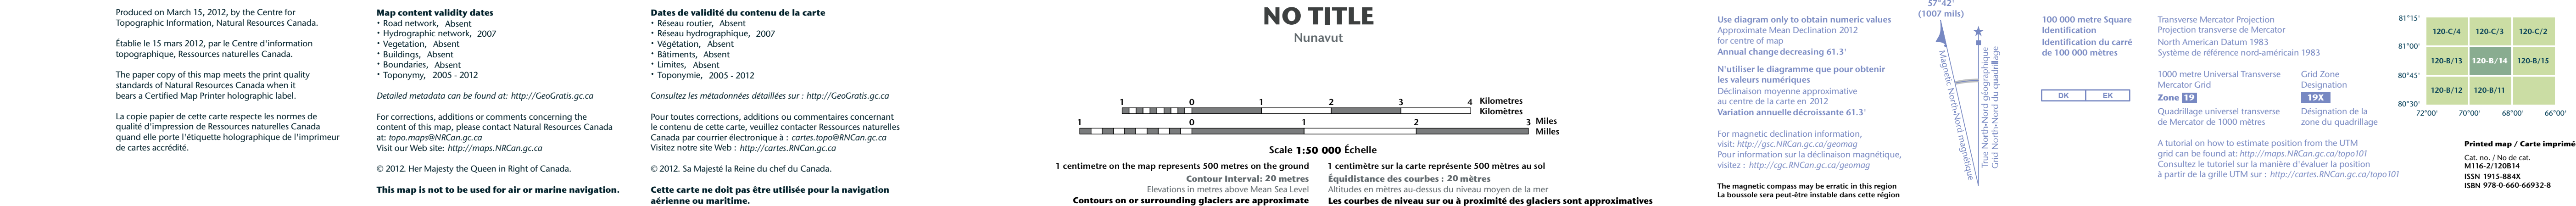 Produced on March 15, 2012, by the Centre for
Topographic Information, Natural Resources Canada.
Établie le 15 mars 2012, par le Centre d'information
topographique, Ressources naturelles Canada.
The paper copy of this map meets the print quality
standards of Natural Resources Canada when it
bears a Certified Map Printer holographic label.
La copie papier de cette carte respecte les normes de
qualité d'impression de Ressources naturelles Canada
quand elle porte l'étiquette holographique de l'imprimeur
de cartes accrédité.
Map content validity dates
• Road network, Absent
• Hydrographic network, 2007
• Vegetation, Absent
• Buildings, Absent
• Boundaries, Absent
• Toponymy, 2005 - 2012
Detailed metadata can be found at: http://GeoGratis.gc.ca
For corrections, additions or comments concerning the
content of this map, please contact Natural Resources Canada
at: topo.maps@NRCan.gc.ca
Visit our Web site: http://maps.NRCan.gc.ca
© 2012. Her Majesty the Queen in Right of Canada.
This map is not to be used for air or marine navigation.
Dates de validité du contenu de la carte
• Réseau routier, Absent
• Réseau hydrographique, 2007
• Végétation, Absent
• Bâtiments, Absent
• Limites, Absent
• Toponymie, 2005 - 2012
Consultez les métadonnées détaillées sur : http://GeoGratis.gc.ca
Pour toutes corrections, additions ou commentaires concernant
le contenu de cette carte, veuillez contacter Ressources naturelles
Canada par courrier électronique à : cartes.topo@RNCan.gc.ca
Visitez notre site Web : http://cartes.RNCan.gc.ca
© 2012. Sa Majesté la Reine du chef du Canada.
Cette carte ne doit pas être utilisée pour la navigation
aérienne ou maritime.
NO TITLE
Nunavut
1 0 1 2 3 4 Kilometres
Kilomètres
1 0 1 2 3 Miles
Milles
Scale 1:50 000 Échelle
1 centimetre on the map represents 500 metres on the ground
1 centimètre sur la carte représente 500 mètres au sol
Contour Interval: 20 metres
Équidistance des courbes : 20 mètres
Elevations in metres above Mean Sea Level
Altitudes en mètres au-dessus du niveau moyen de la mer
Contours on or surrounding glaciers are approximate
Les courbes de niveau sur ou à proximité des glaciers sont approximatives
Use diagram only to obtain numeric values
Approximate Mean Declination 2012
for centre of map
Annual change decreasing 61.3'
N'utiliser le diagramme que pour obtenir
les valeurs numériques
Déclinaison moyenne approximative
au centre de la carte en 2012
Variation annuelle décroissante 61.3'
For magnetic declination information,
visit: http://gsc.NRCan.gc.ca/geomag
Pour information sur la déclinaison magnétique,
visitez : http://cgc.RNCan.gc.ca/geomag
The magnetic compass may be erratic in this region
La boussole sera peut-être instable dans cette région
57°42'
(1007 mils)
Magnetic North•Nord magnétique
True North•Nord géographique
Grid North•Nord du quadrillage
100 000 metre Square
Identification
Identification du carré
de 100 000 mètres
DK EK
Transverse Mercator Projection
Projection transverse de Mercator
North American Datum 1983
Système de référence nord-américain 1983
1000 metre Universal Transverse
Mercator Grid
Zone 19
Quadrillage universel transverse
de Mercator de 1000 mètres
Grid Zone
Designation
19X
Désignation de la
zone du quadrillage
A tutorial on how to estimate position from the UTM
grid can be found at: http://maps.NRCan.gc.ca/topo101
Consultez le tutoriel sur la manière d'évaluer la position
à partir de la grille UTM sur : http://cartes.RNCan.gc.ca/topo101
81°15'
120-C/4 120-C/3 120-C/2
81°00'
120-B/13 120-B/14 120-B/15
80°45'
120-B/12 120-B/11
80°30'
72°00' 70°00' 68°00' 66°00'
Printed map / Carte imprimé
Cat. no. / No de cat.
M116-2/120B14
ISSN 1915-884X
ISBN 978-0-660-66932-8